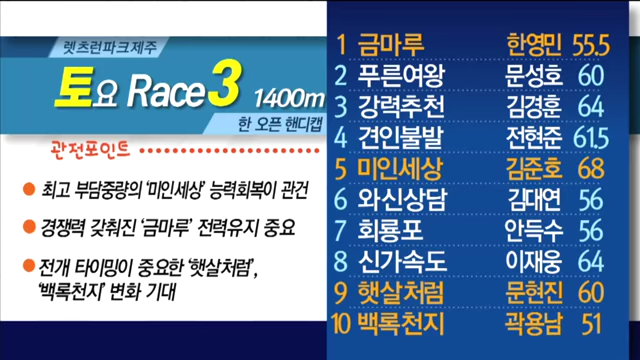 렛츠런파크제주
토요 Race 3 1400m
한 오픈 핸디캡
관전포인트
● 최고 부담중량의 '미인세상' 능력회복이 관건
● 경쟁력 갖춰진 '금마루' 전력유지 중요
● 전개 타이밍이 중요한 '햇살처럼',
'백록천지' 변화 기대
1 금마루 한영민 55.5
2 푸른여왕 문성호 60
3 강력추천 김경훈 64
4 견인불발 전현준 61.5
5 미인세상 김준호 68
6 와신상담 김대연 56
7 회룡포 안득수 56
8 신가속도 이재웅 64
9 햇살처럼 문현진 60
10 백록천지 곽용남 51